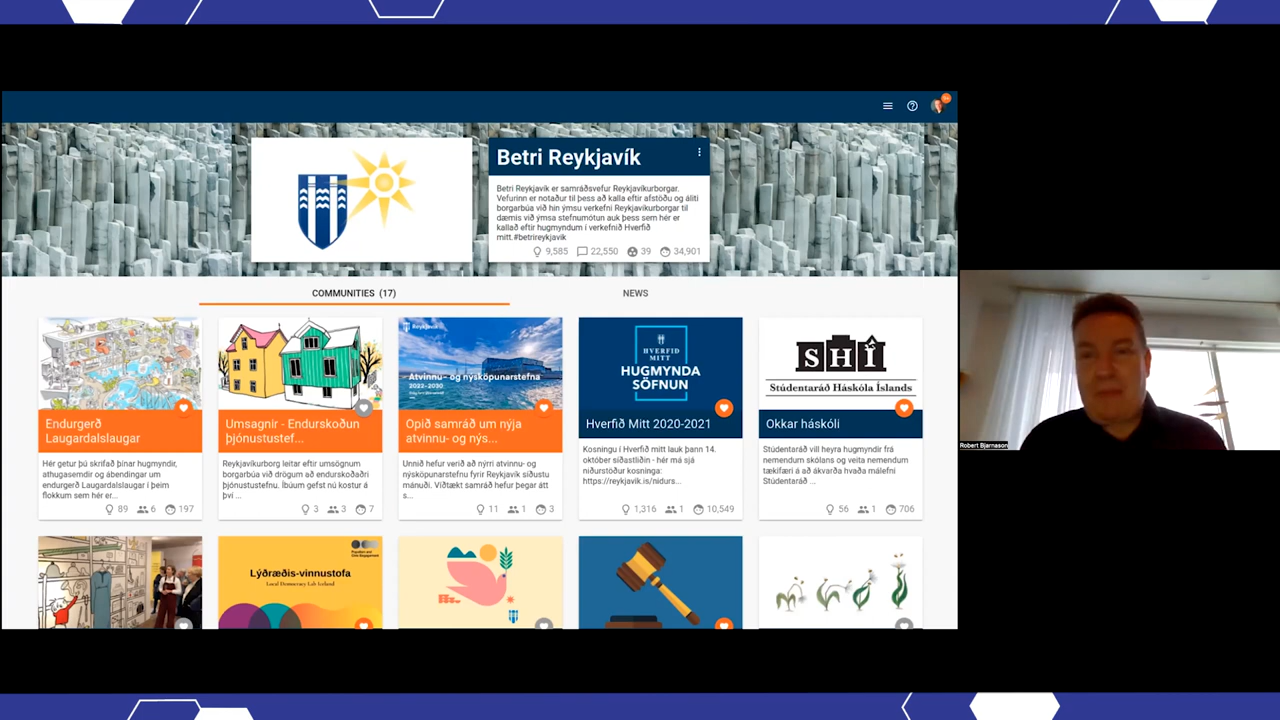 Betri Reykjavík
Betri Reykjavík er samráðsvefur Reykjavíkurborgar.
Vefurinn er notaður til þess að kalla eftir afstöðu og áliti
borgarbúa við hin ýmsu verkefni Reykjavíkurborgar til
dæmis við ýmsa stefnumótun auk þess sem hér er
kallað eftir hugmyndum í verkefnið Hverfið
mitt.#betrireykjavik
9,585 22,550 39 34,901
COMMUNITIES (17)
NEWS
Endurgerð
Laugardalslaugar
Hér getur þú skrifað þínar hugmyndir,
athugasemdir og ábendingar um
endurgerð Laugardalslaugar í þeim
flokkum sem hér er...
89 6 197
Umsagnir - Endurskoðun
þjónustustef...
Reykjavíkurborg leitar eftir umsögnum
borgarbúa við drögum að endurskoðaðri
þjónustustefnu. Íbúum gefst nú kostur á
því ...
3 3 7
Reykjavík
Atvinnu- og nýsköpunarstefna
2022-2030
Opið samráð um nýja
atvinnu- og nýs...
Unnið hefur verið að nýrri atvinnu- og
nýsköpunarstefnu fyrir Reykjavík síðustu
mánuði. Víðtækt samráð hefur þegar átt
s...
11 1 3
HVERFIÐ
MITT
HUGMYNDA
SÖFNUN
Hverfið Mitt 2020-2021
Kosningu í Hverfið mitt lauk þann 14.
október síðastliðin - hér má sjá
niðurstöður kosninga:
https://reykjavik.is/nidurs...
1,316 1 10,549
SHÍ
Stúdentaráð Háskóla Íslands
Okkar háskóli
Stúdentaráð vill heyra hugmyndir frá
nemendum skólans og veita nemendum
tækifæri á að ákvarða hvaða málefni
Stúdentaráð ...
56 1 706
Population and
Civic Engagement
Lýðræðis-vinnustofa
Local Democracy Lab Iceland
Robert Bjarnason